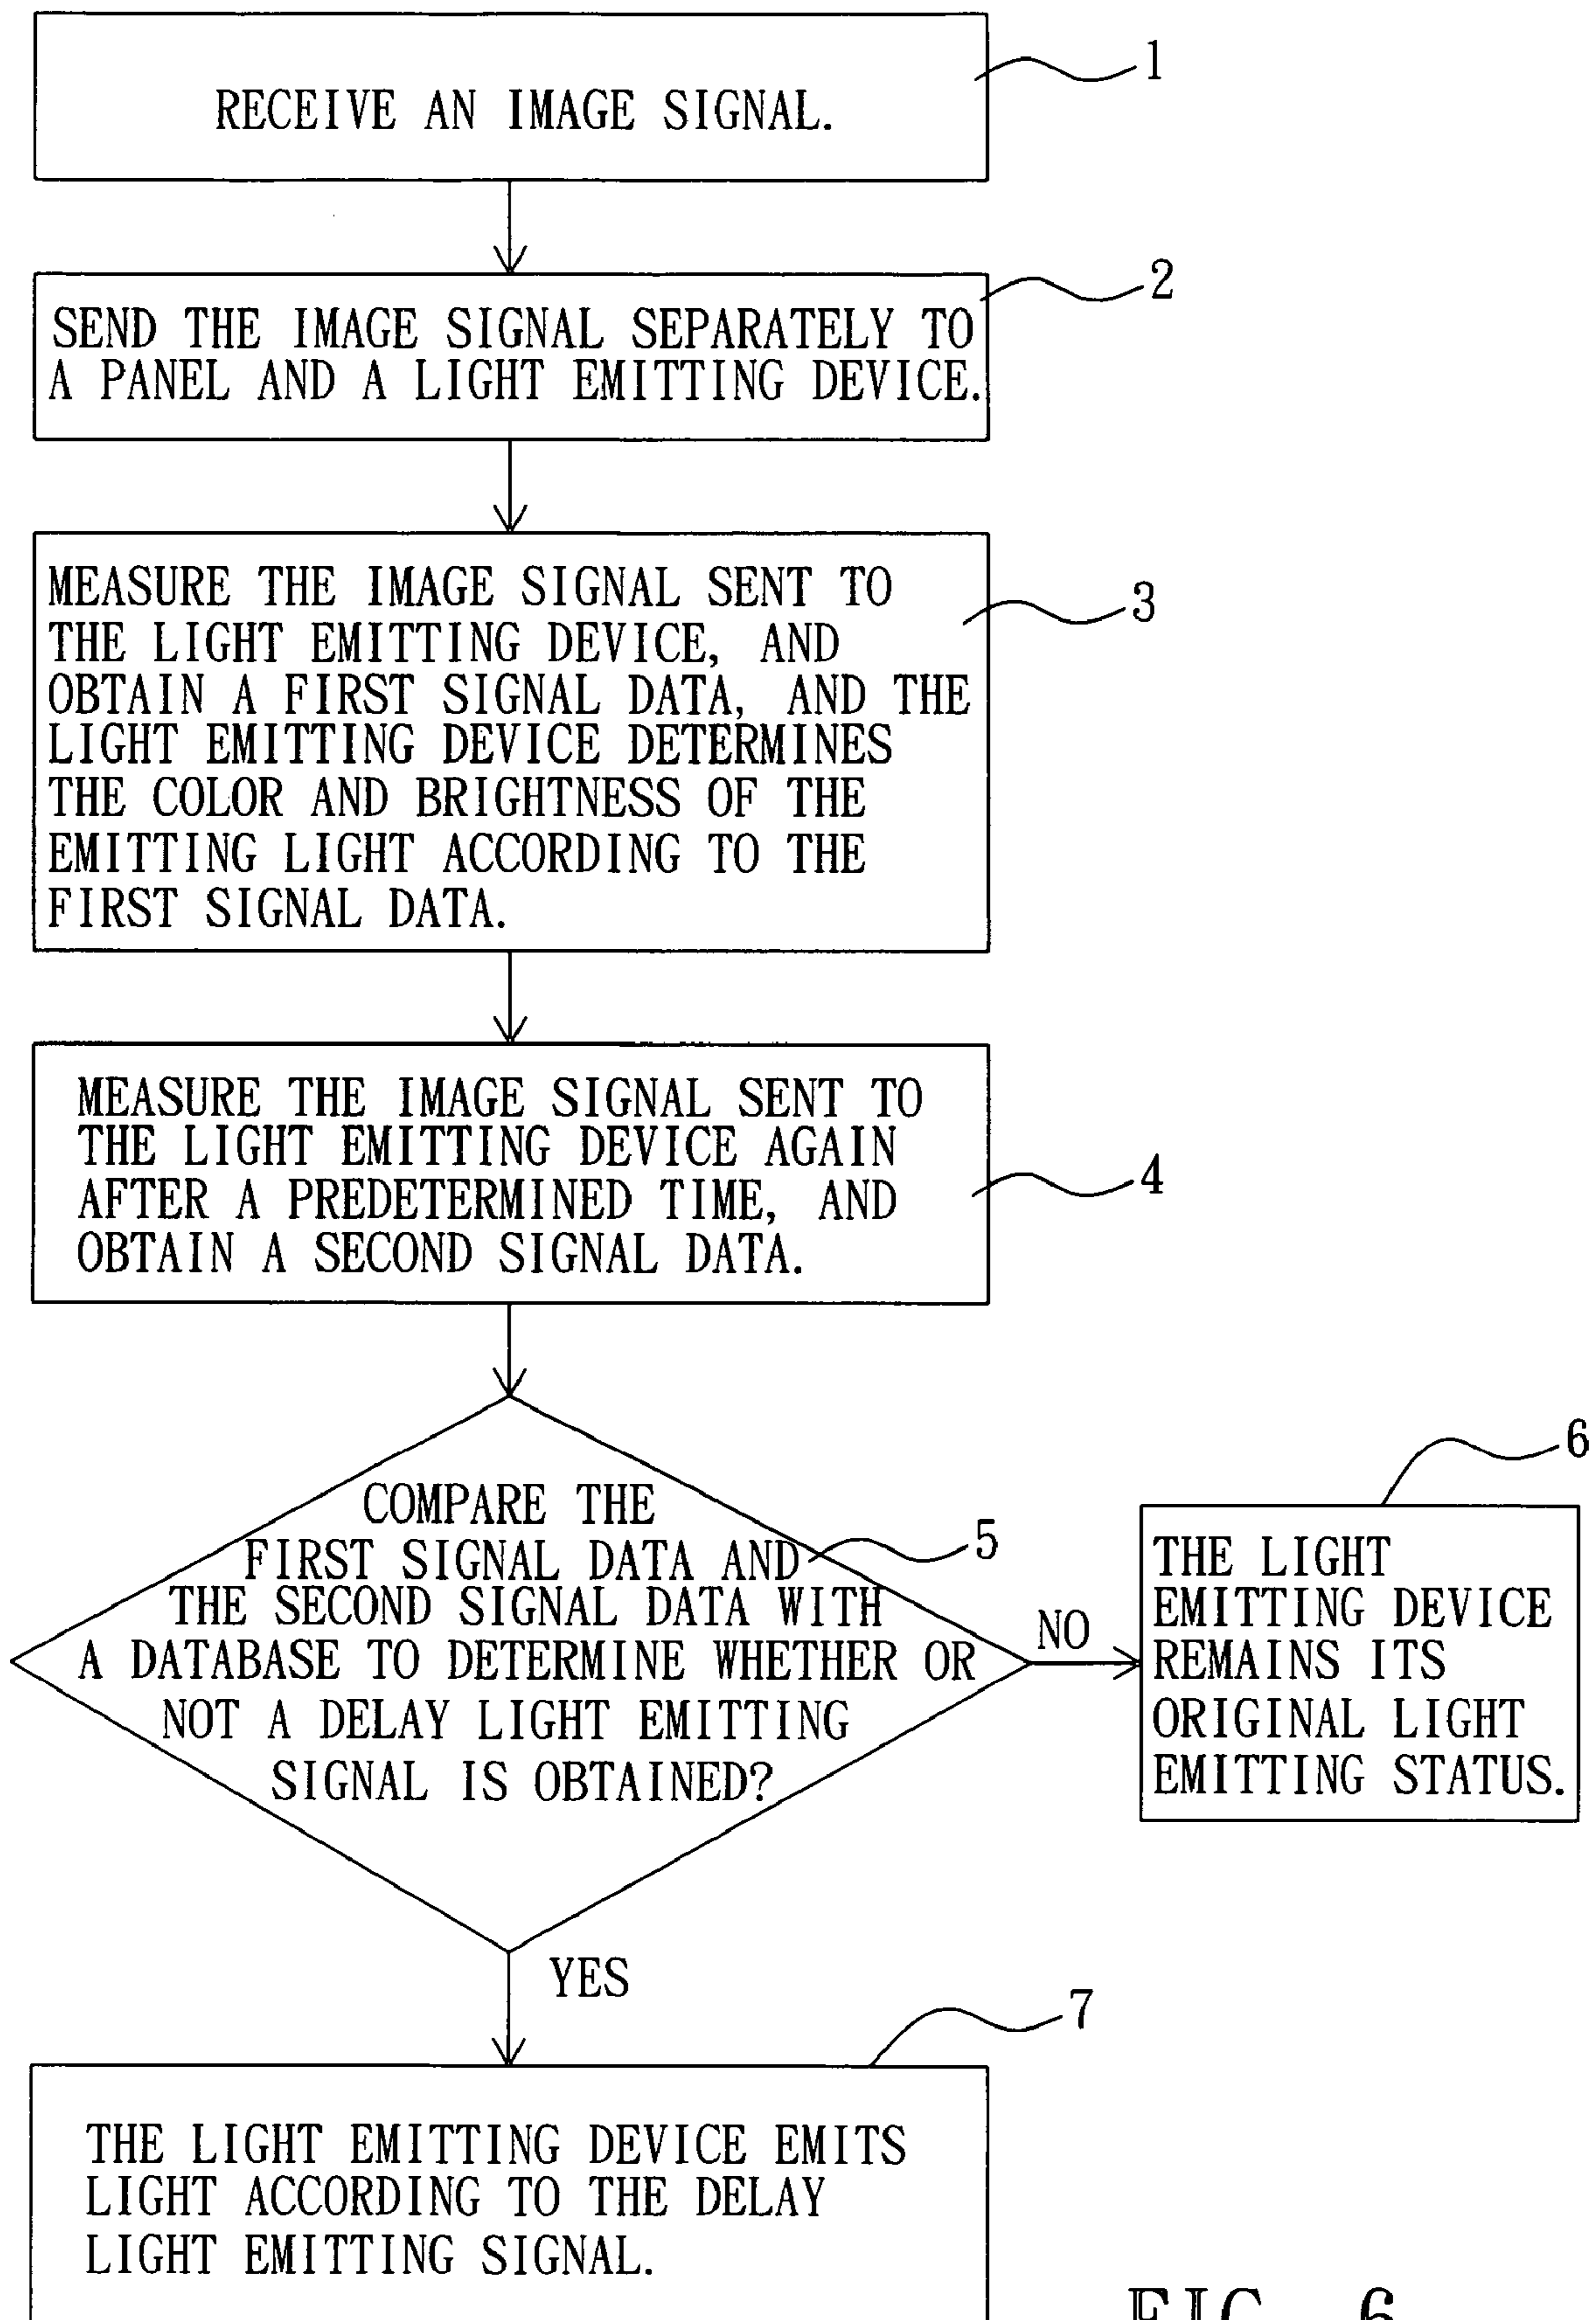 1
RECEIVE AN IMAGE SIGNAL.
2
SEND THE IMAGE SIGNAL SEPARATELY TO
A PANEL AND A LIGHT EMITTING DEVICE.
3
MEASURE THE IMAGE SIGNAL SENT TO
THE LIGHT EMITTING DEVICE, AND
OBTAIN A FIRST SIGNAL DATA, AND THE
LIGHT EMITTING DEVICE DETERMINES
THE COLOR AND BRIGHTNESS OF THE
EMITTING LIGHT ACCORDING TO THE
FIRST SIGNAL DATA.
4
MEASURE THE IMAGE SIGNAL SENT TO
THE LIGHT EMITTING DEVICE AGAIN
AFTER A PREDETERMINED TIME, AND
OBTAIN A SECOND SIGNAL DATA.
5
COMPARE THE
FIRST SIGNAL DATA AND
THE SECOND SIGNAL DATA WITH
A DATABASE TO DETERMINE WHETHER OR
NOT A DELAY LIGHT EMITTING
SIGNAL IS OBTAINED?
NO
6
THE LIGHT
EMITTING DEVICE
REMAINS ITS
ORIGINAL LIGHT
EMITTING STATUS.
YES
7
THE LIGHT EMITTING DEVICE EMITS
LIGHT ACCORDING TO THE DELAY
LIGHT EMITTING SIGNAL.
FIG. 6